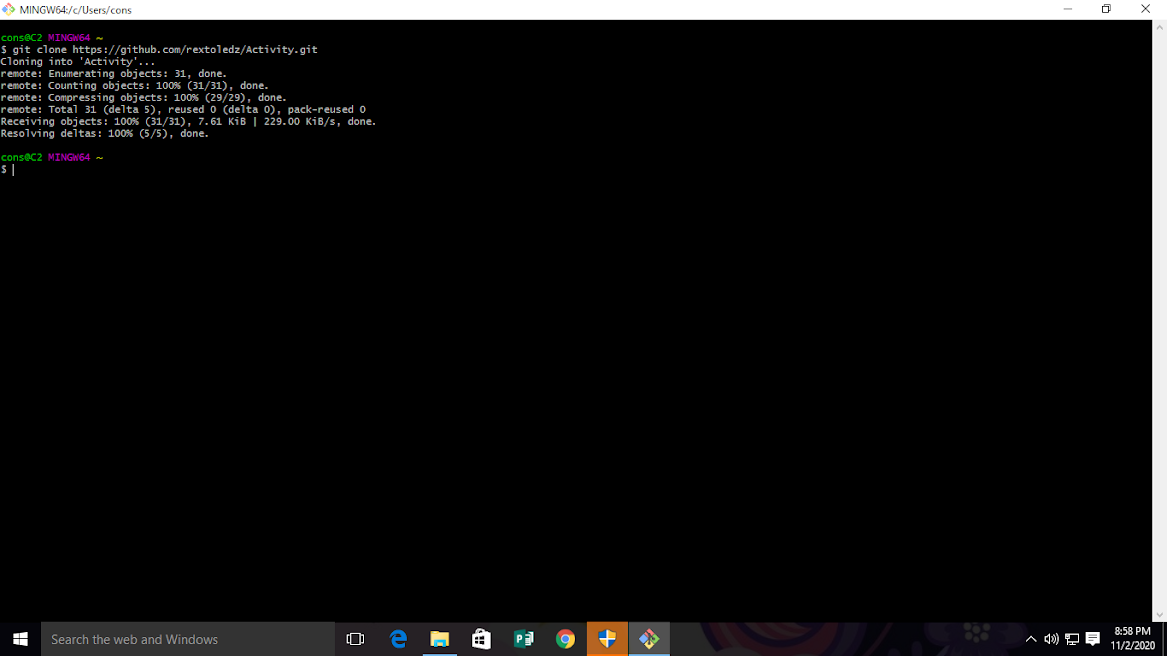 MINGW64:/c/Users/cons
cons@C2 MINGW64 ~
$ git clone https://github.com/rextoledz/Activity.git
Cloning into 'Activity'...
remote: Enumerating objects: 31, done.
remote: Counting objects: 100% (31/31), done.
remote: Compressing objects: 100% (29/29), done.
remote: Total 31 (delta 5), reused 0 (delta 0), pack-reused 0
Receiving objects: 100% (31/31), 7.61 KiB | 229.00 KiB/s, done.
Resolving deltas: 100% (5/5), done.
cons@C2 MINGW64 ~
$
Search the web and Windows
8:58 PM
11/2/2020